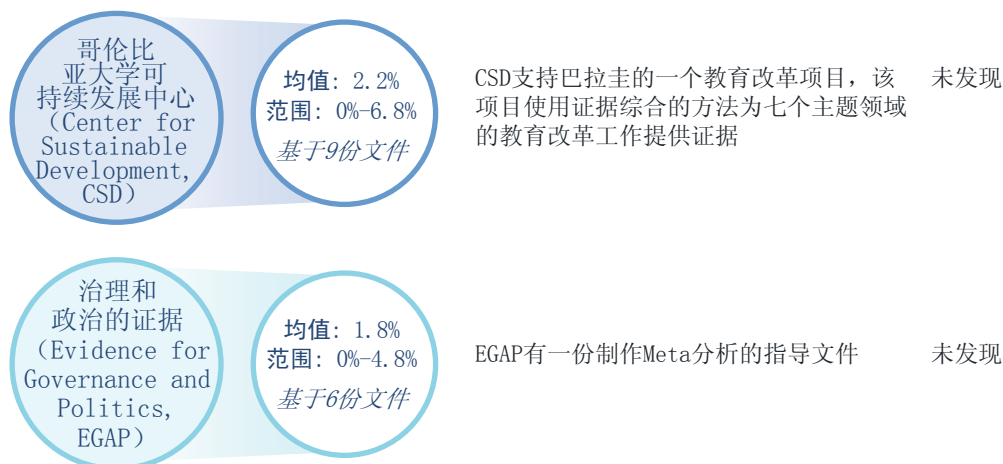 哥伦比
亚大学可
持续发展中心
（Center for
Sustainable
Development,
CSD）
均值: 2.2%
范围: 0%-6.8%
基于9份文件
CSD支持巴拉圭的一个教育改革项目，该
项目使用证据综合的方法为七个主题领域
的教育改革工作提供证据
未发现
治理和
政治的证据
（Evidence for
Governance and
Politics,
EGAP）
均值: 1.8%
范围: 0%-4.8%
基于6份文件
EGAP有一份制作Meta分析的指导文件
未发现